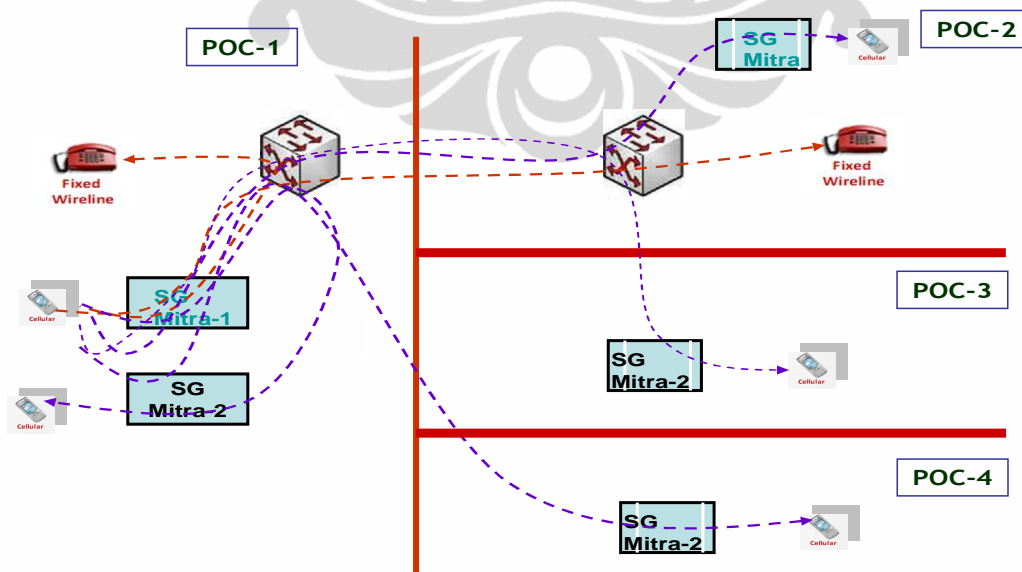 POC-1
POC-2
SG
Mitra
Cellular
Fixed
Wireline
Fixed
Wireline
POC-3
SG
Mitra-1
Cellular
SG
Mitra-2
Cellular
SG
Mitra-2
Cellular
POC-4
SG
Mitra-2
Cellular